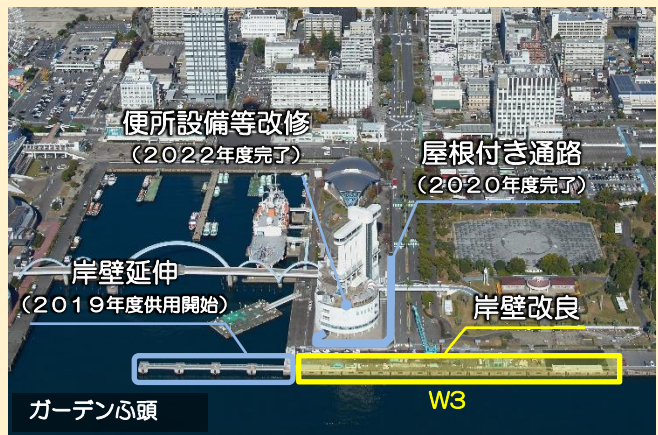 便所設備等改修
（２０２２年度完了）
屋根付き通路
（２０２０年度完了）
岸壁延伸
（２０１９年度供用開始）
岸壁改良
W3
ガーデンふ頭